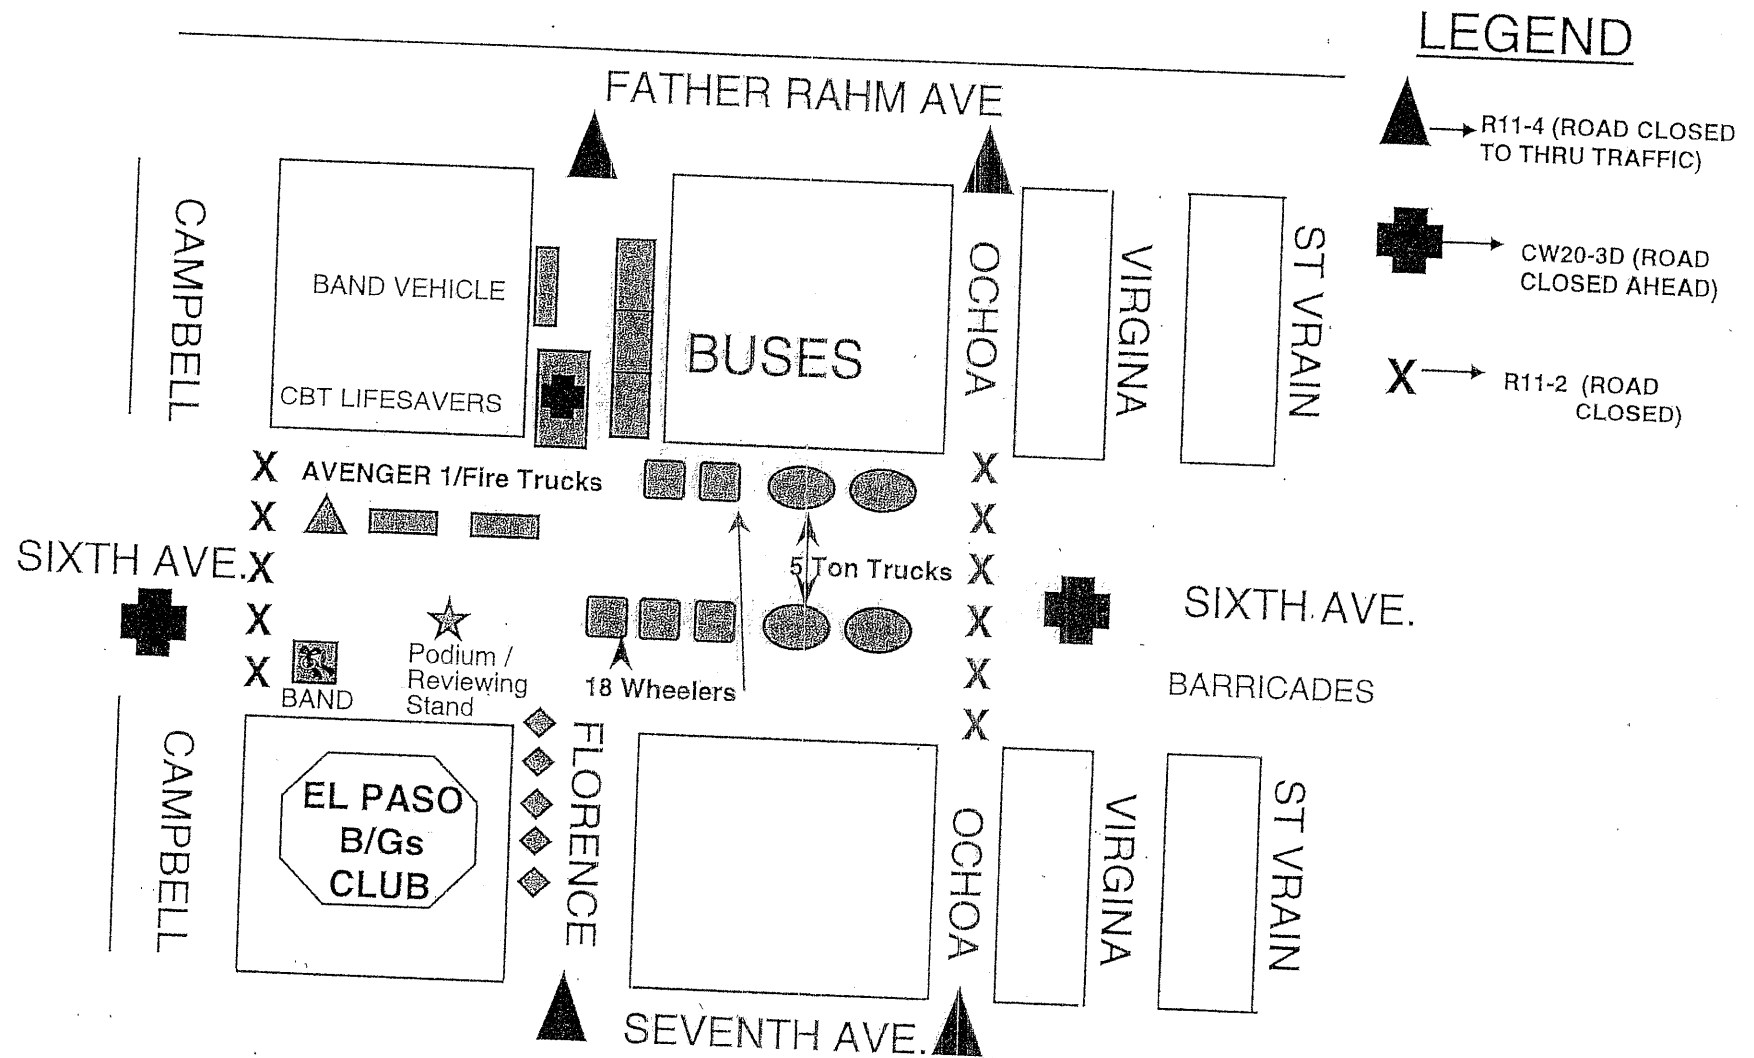 LEGEND
FATHER RAHM AVE
R11-4 (ROAD CLOSED
TO THRU TRAFFIC)
CW20-3D (ROAD
CLOSED AHEAD)
X
R11-2 (ROAD
CLOSED)
CAMPBELL
BAND VEHICLE
CBT LIFESAVERS
BUSES
OCHOA
VIRGINA
ST VRAIN
X
X
X
X
X
AVENGER 1/Fire Trucks
X
X
X
X
X
X
SIXTH AVE.
5 Ton Trucks
SIXTH AVE.
Podium /
Reviewing
Stand
BAND
18 Wheelers
BARRICADES
CAMPBELL
EL PASO
B/Gs
CLUB
FLORENCE
OCHOA
VIRGINA
ST VRAIN
SEVENTH AVE.